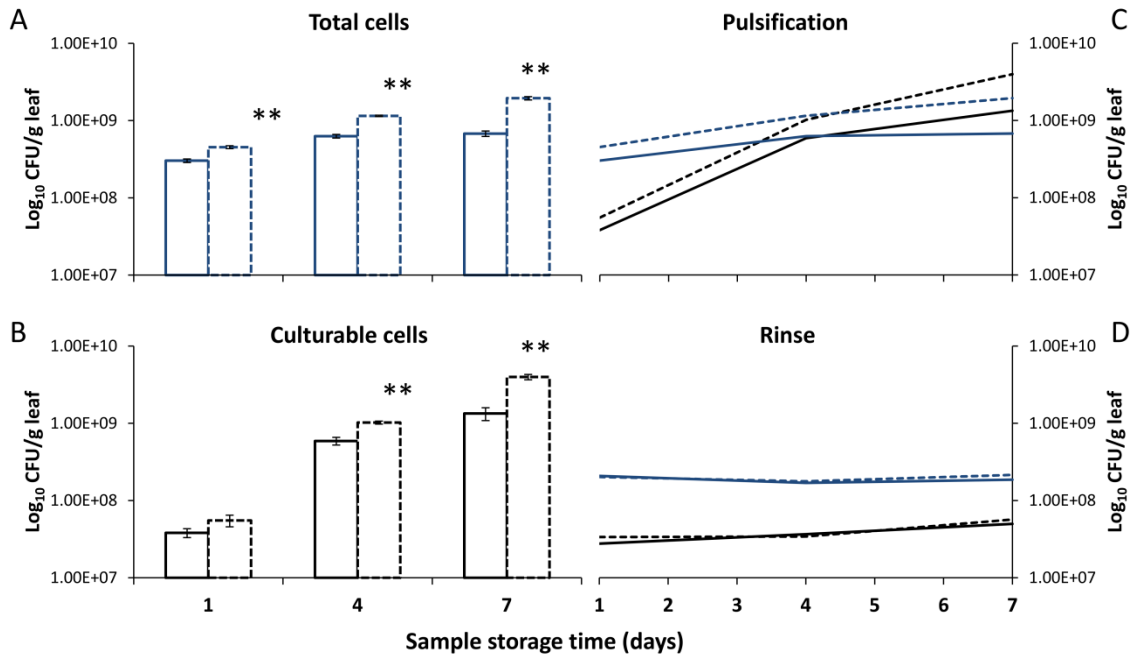 A
Total cells
Pulsification
C
1.00E+10
1.00E+09
1.00E+08
1.00E+07
Log10 CFU/g leaf
**
**
**
1.00E+10
1.00E+09
1.00E+08
1.00E+07
Log10 CFU/g leaf
B
Culturable cells
Rinse
D
1.00E+10
1.00E+09
1.00E+08
1.00E+07
Log10 CFU/g leaf
**
**
1.00E+10
1.00E+09
1.00E+08
1.00E+07
Log10 CFU/g leaf
1 4 7
1 2 3 4 5 6 7
Sample storage time (days)